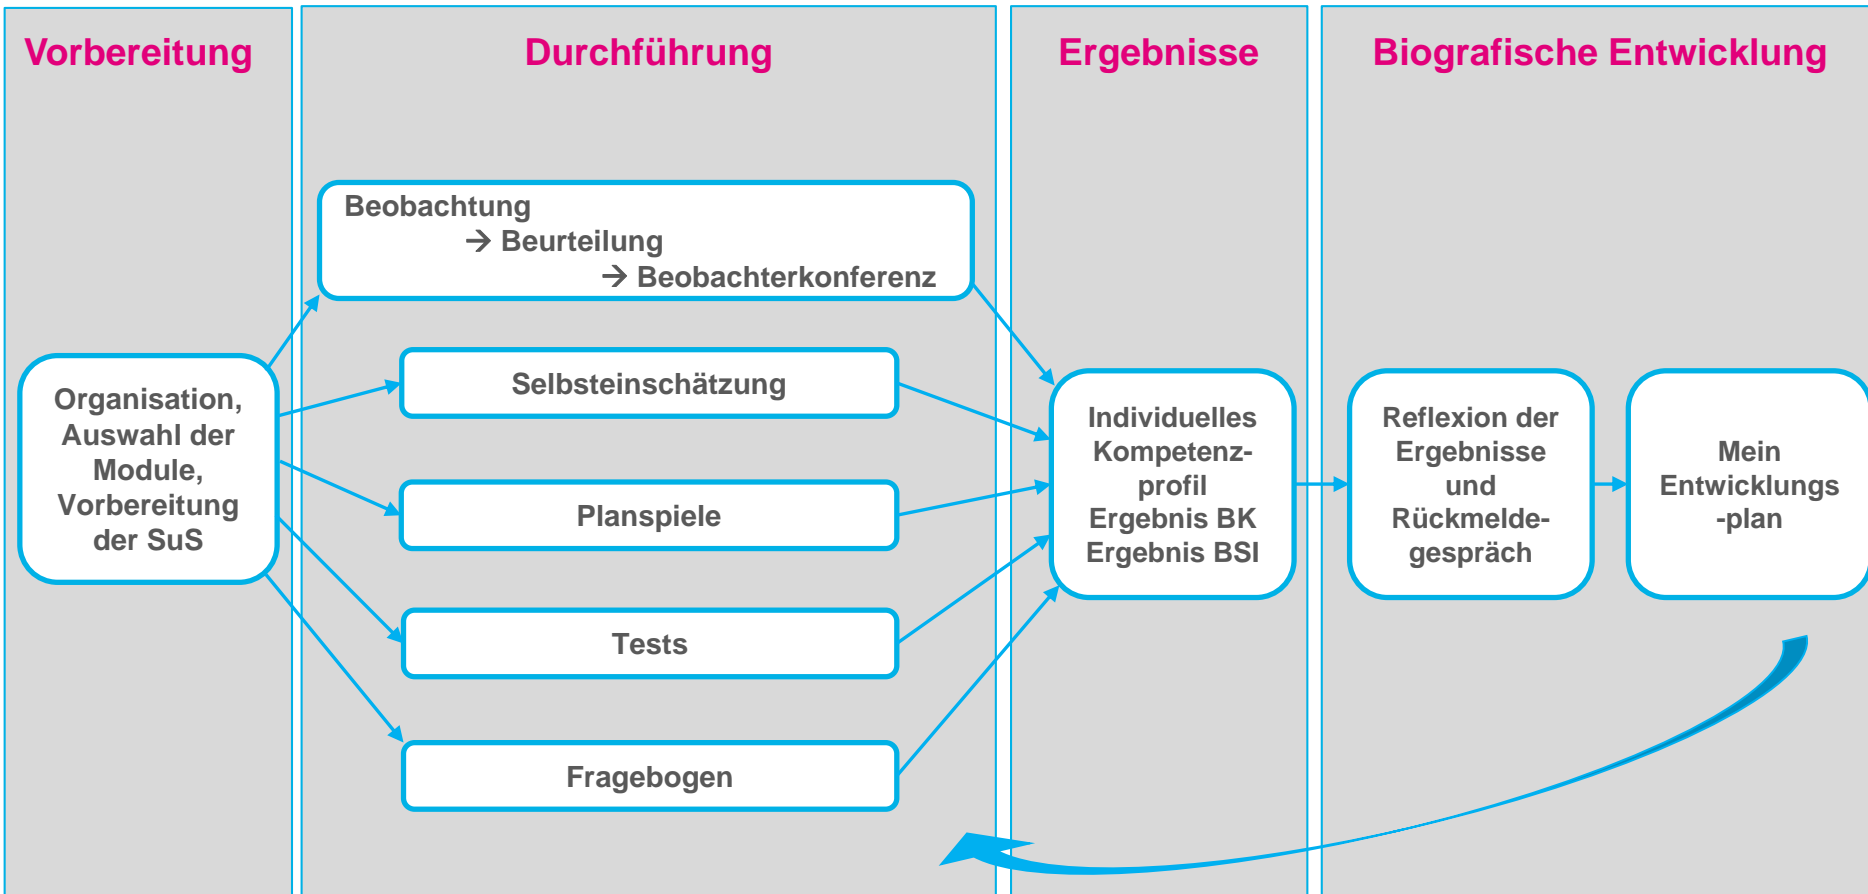 Vorbereitung
Durchführung
Ergebnisse
Biografische Entwicklung
Beobachtung
→ Beurteilung
→ Beobachterkonferenz
Organisation,
Auswahl der
Module,
Vorbereitung
der SuS
Selbsteinschätzung
Planspiele
Tests
Fragebogen
Individuelles
Kompetenz-
profil
Ergebnis BK
Ergebnis BSI
Reflexion der
Ergebnisse
und
Rückmelde-
gespräch
Mein
Entwicklungs
-plan